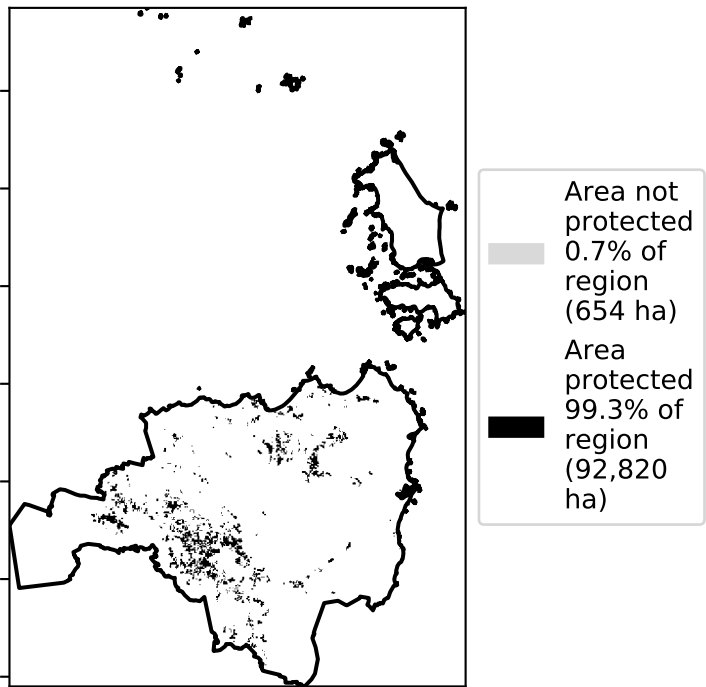 Area not
protected
0.7% of
region
(654 ha)
Area
protected
99.3% of
region
(92,820
ha)